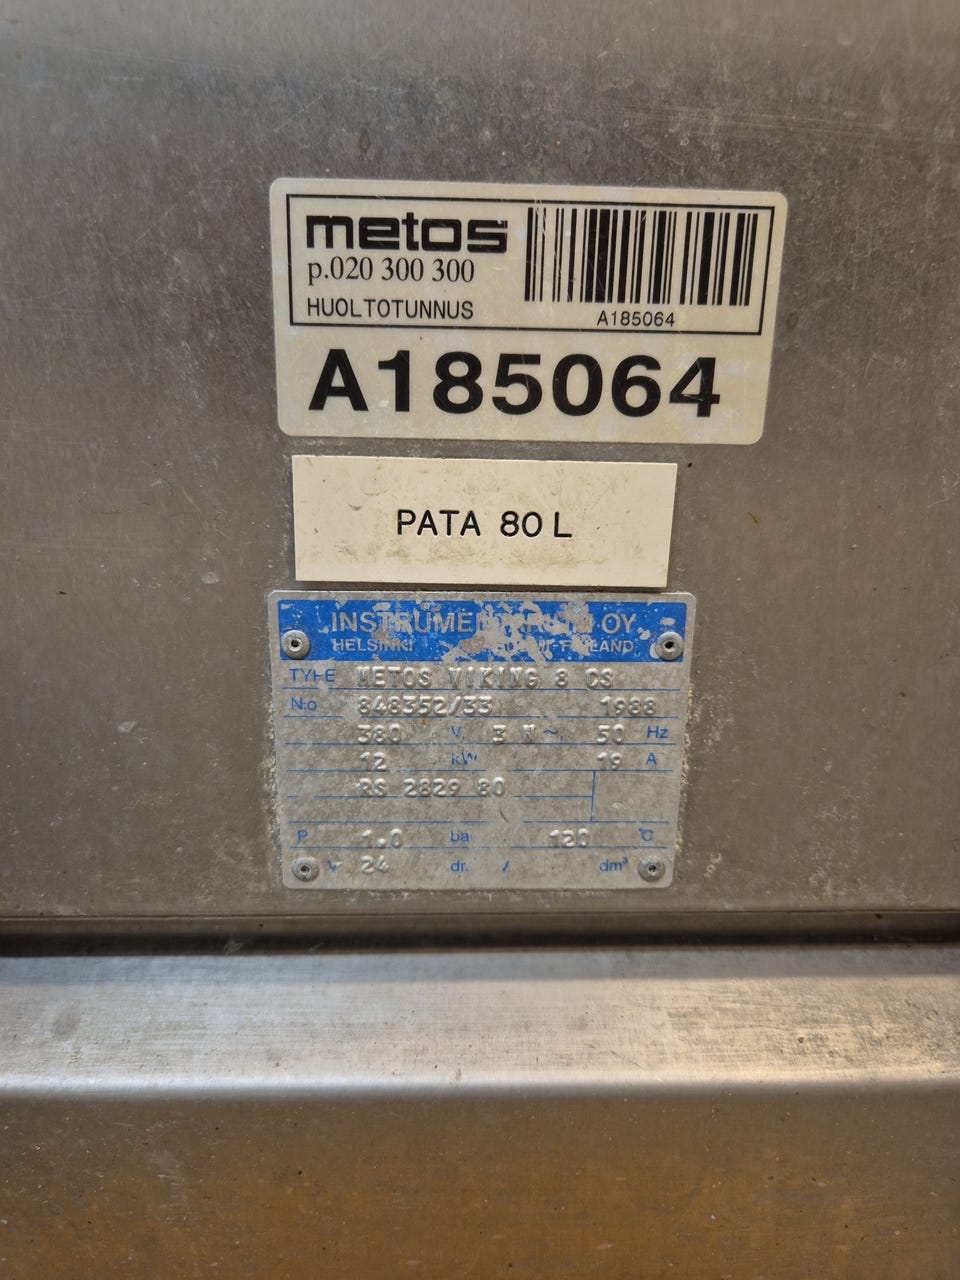 metos
p.020 300 300
HUOLTOTUNNUS
A185064
A185064
PATA 80 L
OY
HELSINKI
TYPE METOS VIKING 8 CS
No 848352/33 1988
380 V, 3 N ~, 50 Hz
12 kW 19 A
RS 2829 80
P 1,0 bar 120 °C
V 24 / dm³